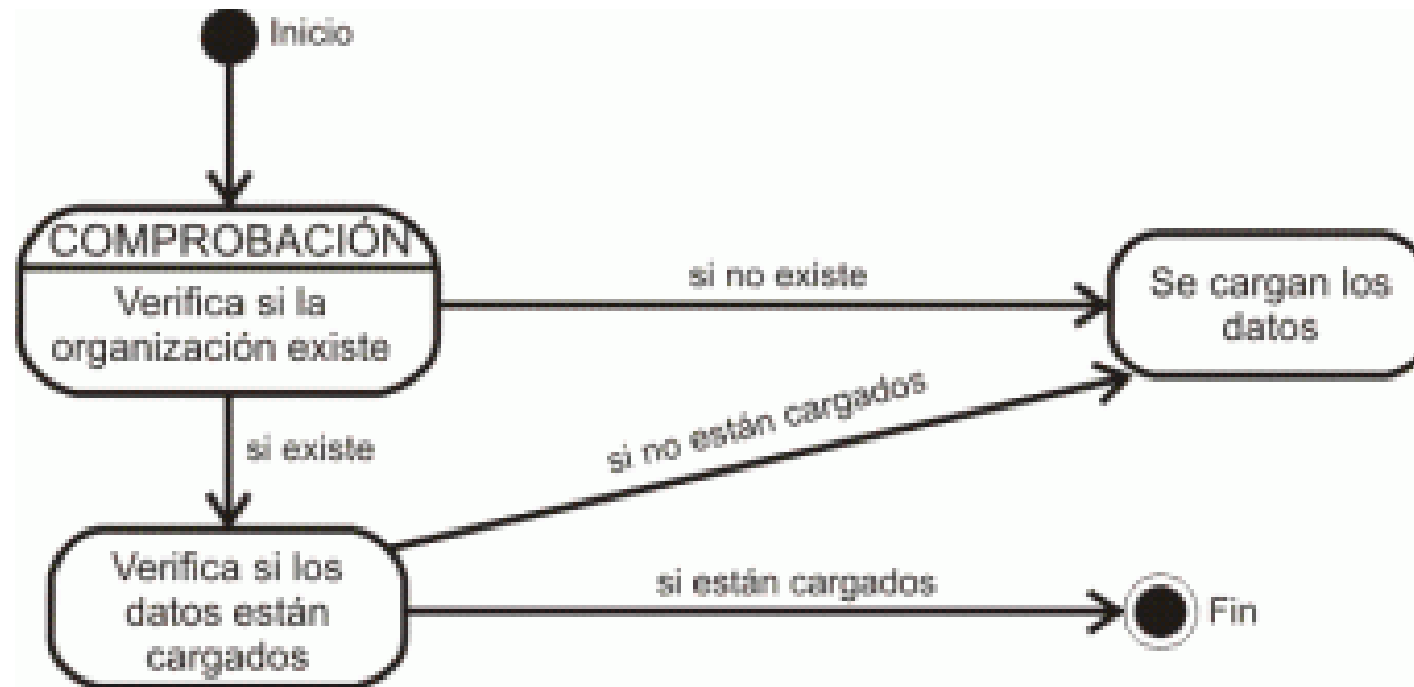 Inicio
COMPROBACIÓN
Verifica si la
organización existe
si no existe
Se cargan los
datos
si no están cargados
si existe
Verifica si los
datos están
cargados
si están cargados
Fin